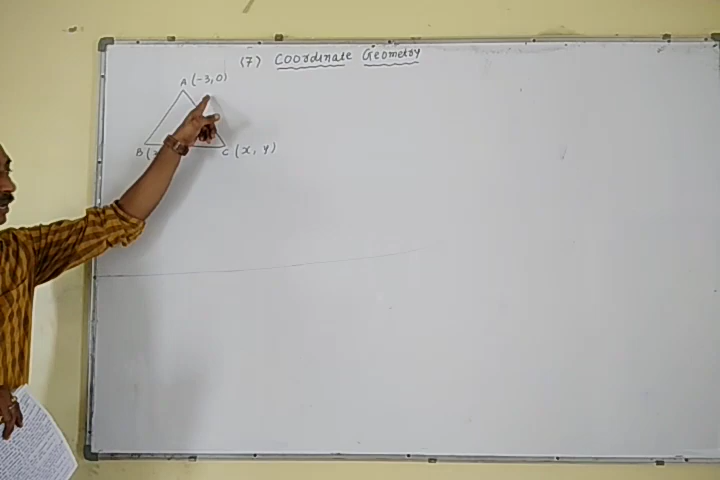 (7) Coordinate Geometry
A (-3, 0)
B (
C (x, y)